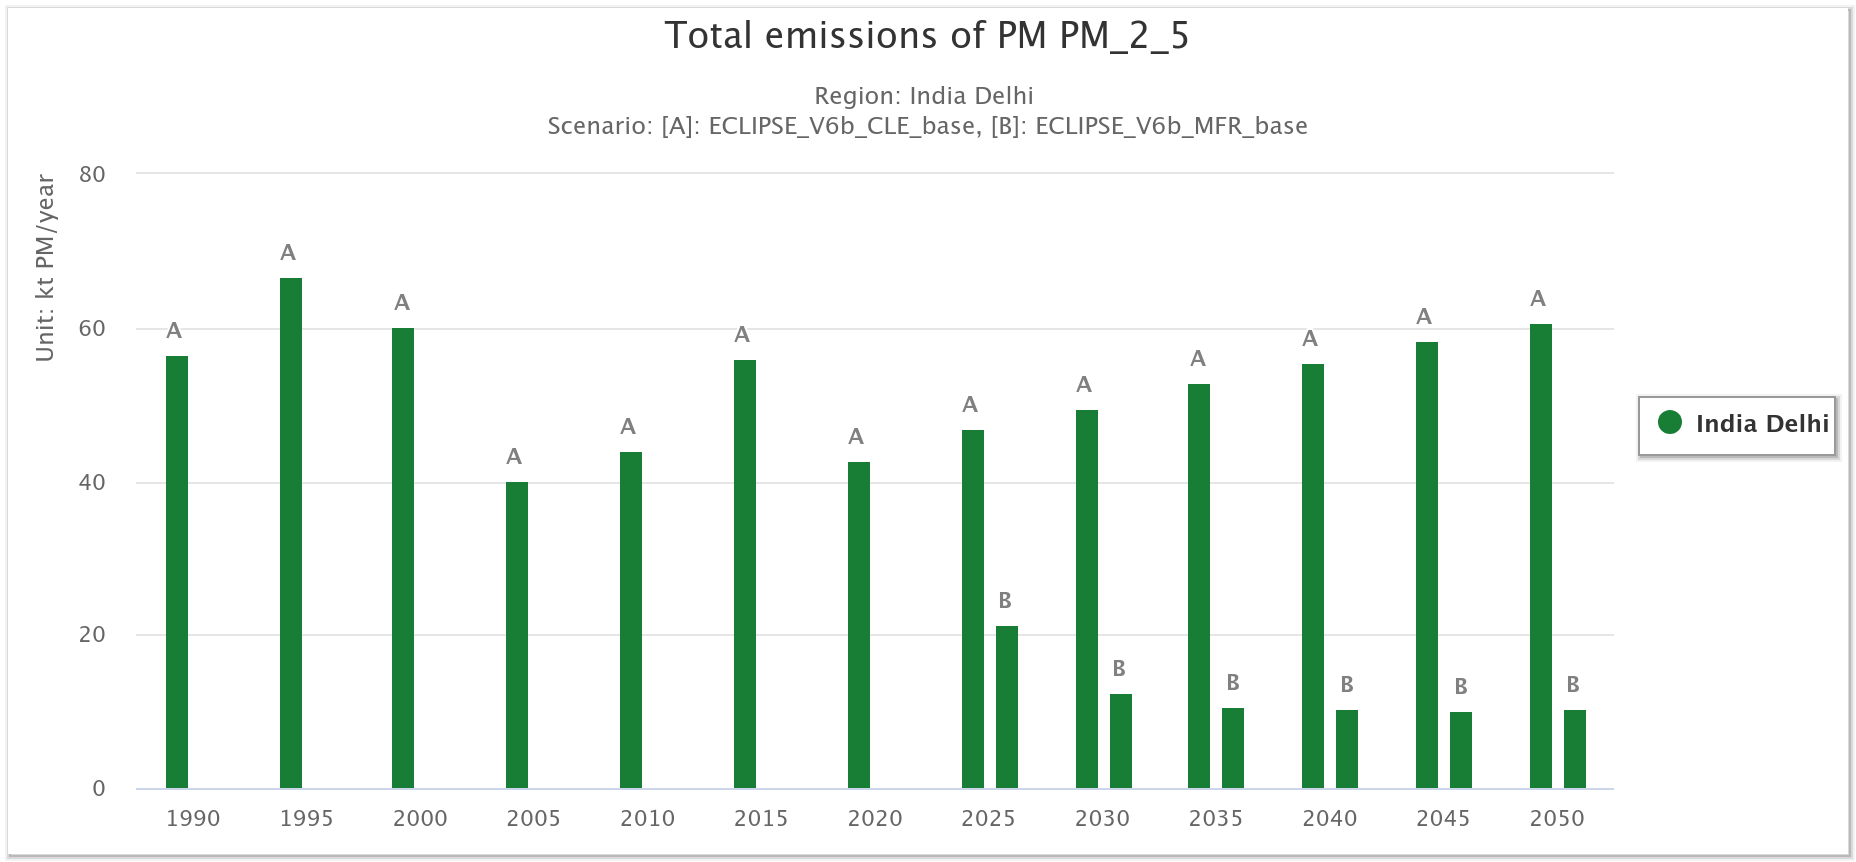 Total emissions of PM PM_2_5
Region: India Delhi
Scenario: [A]: ECLIPSE_V6b_CLE_base, [B]: ECLIPSE_V6b_MFR_base
Unit: kt PM/year
80
60
40
20
0
A
A
A
A
A
A
A
A
B
A
B
A
B
A
B
A
B
A
B
1990 1995 2000 2005 2010 2015 2020 2025 2030 2035 2040 2045 2050
India Delhi